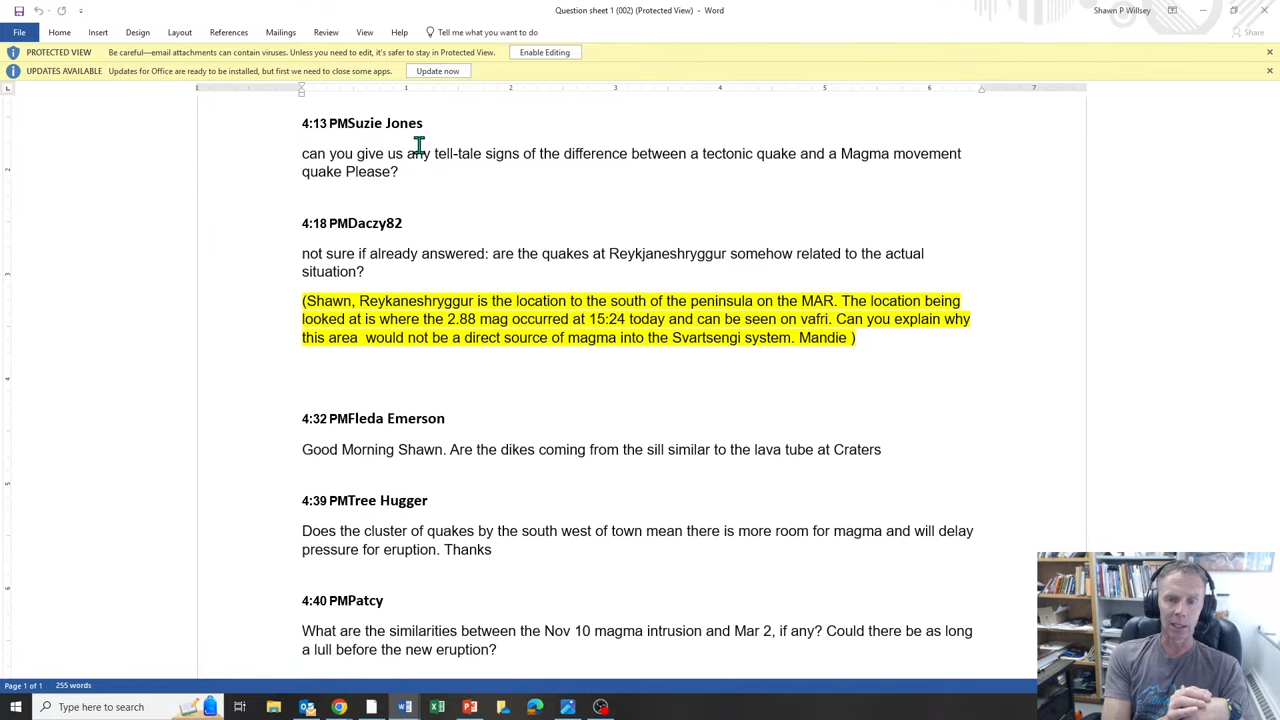 Question sheet 1 (002) (Protected View) - Word
Shawn P Willsey
File Home Insert Design Layout References Mailings Review View Help Tell me what you want to do Share
PROTECTED VIEW Be careful—email attachments can contain viruses. Unless you need to edit, it's safer to stay in Protected View. Enable Editing
UPDATES AVAILABLE Updates for Office are ready to be installed, but first we need to close some apps. Update now
1 1 2 3 4 5 6 7
4:13 PMSuzie Jones
can you give us any tell-tale signs of the difference between a tectonic quake and a Magma movement
quake Please?
4:18 PMDaczy82
not sure if already answered: are the quakes at Reykjaneshryggur somehow related to the actual
situation?
(Shawn, Reykaneshryggur is the location to the south of the peninsula on the MAR. The location being
looked at is where the 2.88 mag occurred at 15:24 today and can be seen on vafri. Can you explain why
this area would not be a direct source of magma into the Svartsengi system. Mandie )
4:32 PMFleda Emerson
Good Morning Shawn. Are the dikes coming from the sill similar to the lava tube at Craters
4:39 PMTree Hugger
Does the cluster of quakes by the south west of town mean there is more room for magma and will delay
pressure for eruption. Thanks
4:40 PMPatcy
What are the similarities between the Nov 10 magma intrusion and Mar 2, if any? Could there be as long
a lull before the new eruption?
2
3
4
5
6
Page 1 of 1 255 words
Type here to search